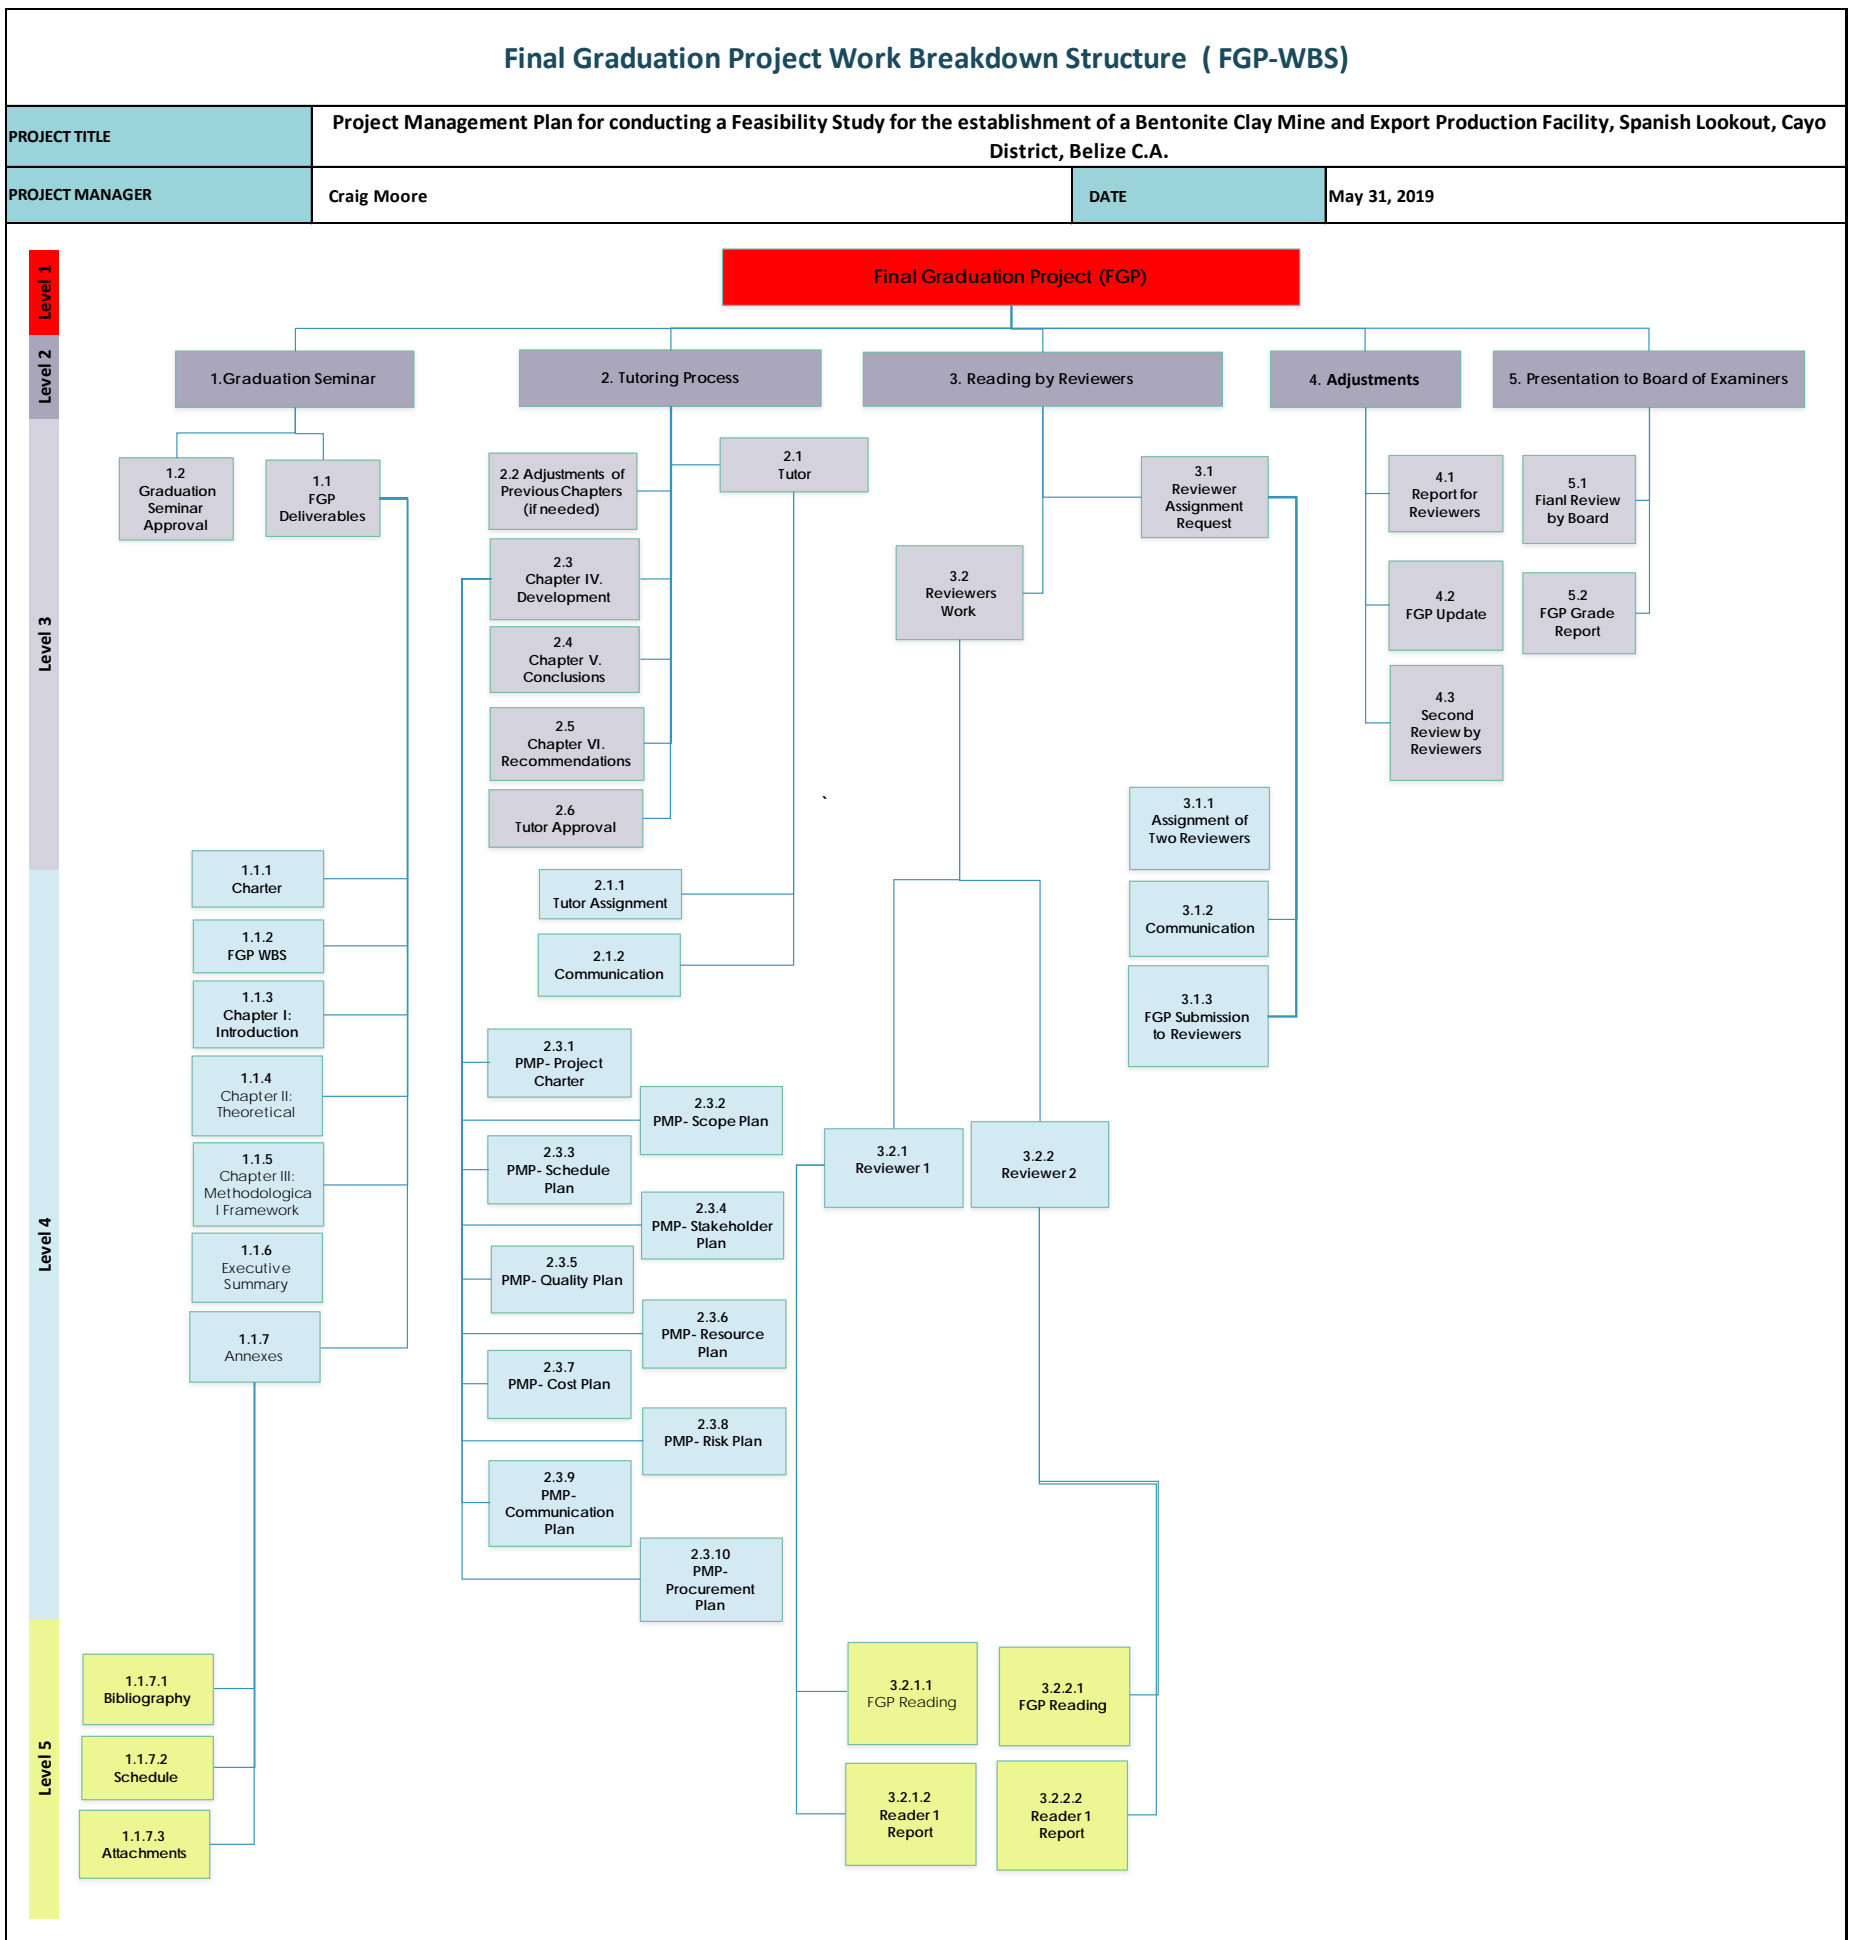 Final Graduation Project Work Breakdown Structure ( FGP-WBS)
PROJECT TITLE
Project Management Plan for conducting a Feasibility Study for the establishment of a Bentonite Clay Mine and Export Production Facility, Spanish Lookout, Cayo
District, Belize C.A.
PROJECT MANAGER
Craig Moore
DATE
May 31, 2019
Level 1
Final Graduation Project (FGP)
Level 2
1.Graduation Seminar
2. Tutoring Process
3. Reading by Reviewers
4. Adjustments
5. Presentation to Board of Examiners
Level 3
1.2
Graduation
Seminar
Approval
1.1
FGP
Deliverables
2.2 Adjustments of
Previous Chapters
(if needed)
2.1
Tutor
2.3
Chapter IV.
Development
2.4
Chapter V.
Conclusions
2.5
Chapter VI.
Recommendations
2.6
Tutor Approval
3.1
Reviewer
Assignment
Request
3.2
Reviewers
Work
4.1
Report for
Reviewers
4.2
FGP Update
4.3
Second
Review by
Reviewers
5.1
Fianl Review
by Board
5.2
FGP Grade
Report
`
3.1.1
Assignment of
Two Reviewers
Level 4
1.1.1
Charter
1.1.2
FGP WBS
1.1.3
Chapter I:
Introduction
1.1.4
Chapter II:
Theoretical
1.1.5
Chapter III:
Methodologica
l Framework
1.1.6
Executive
Summary
1.1.7
Annexes
2.1.1
Tutor Assignment
2.1.2
Communication
2.3.1
PMP- Project
Charter
2.3.2
PMP- Scope Plan
2.3.3
PMP- Schedule
Plan
2.3.4
PMP- Stakeholder
Plan
2.3.5
PMP- Quality Plan
2.3.6
PMP- Resource
Plan
2.3.7
PMP- Cost Plan
2.3.8
PMP- Risk Plan
2.3.9
PMP-
Communication
Plan
2.3.10
PMP-
Procurement
Plan
3.1.2
Communication
3.1.3
FGP Submission
to Reviewers
3.2.1
Reviewer 1
3.2.2
Reviewer 2
Level 5
1.1.7.1
Bibliography
1.1.7.2
Schedule
1.1.7.3
Attachments
3.2.1.1
FGP Reading
3.2.2.1
FGP Reading
3.2.1.2
Reader 1
Report
3.2.2.2
Reader 1
Report